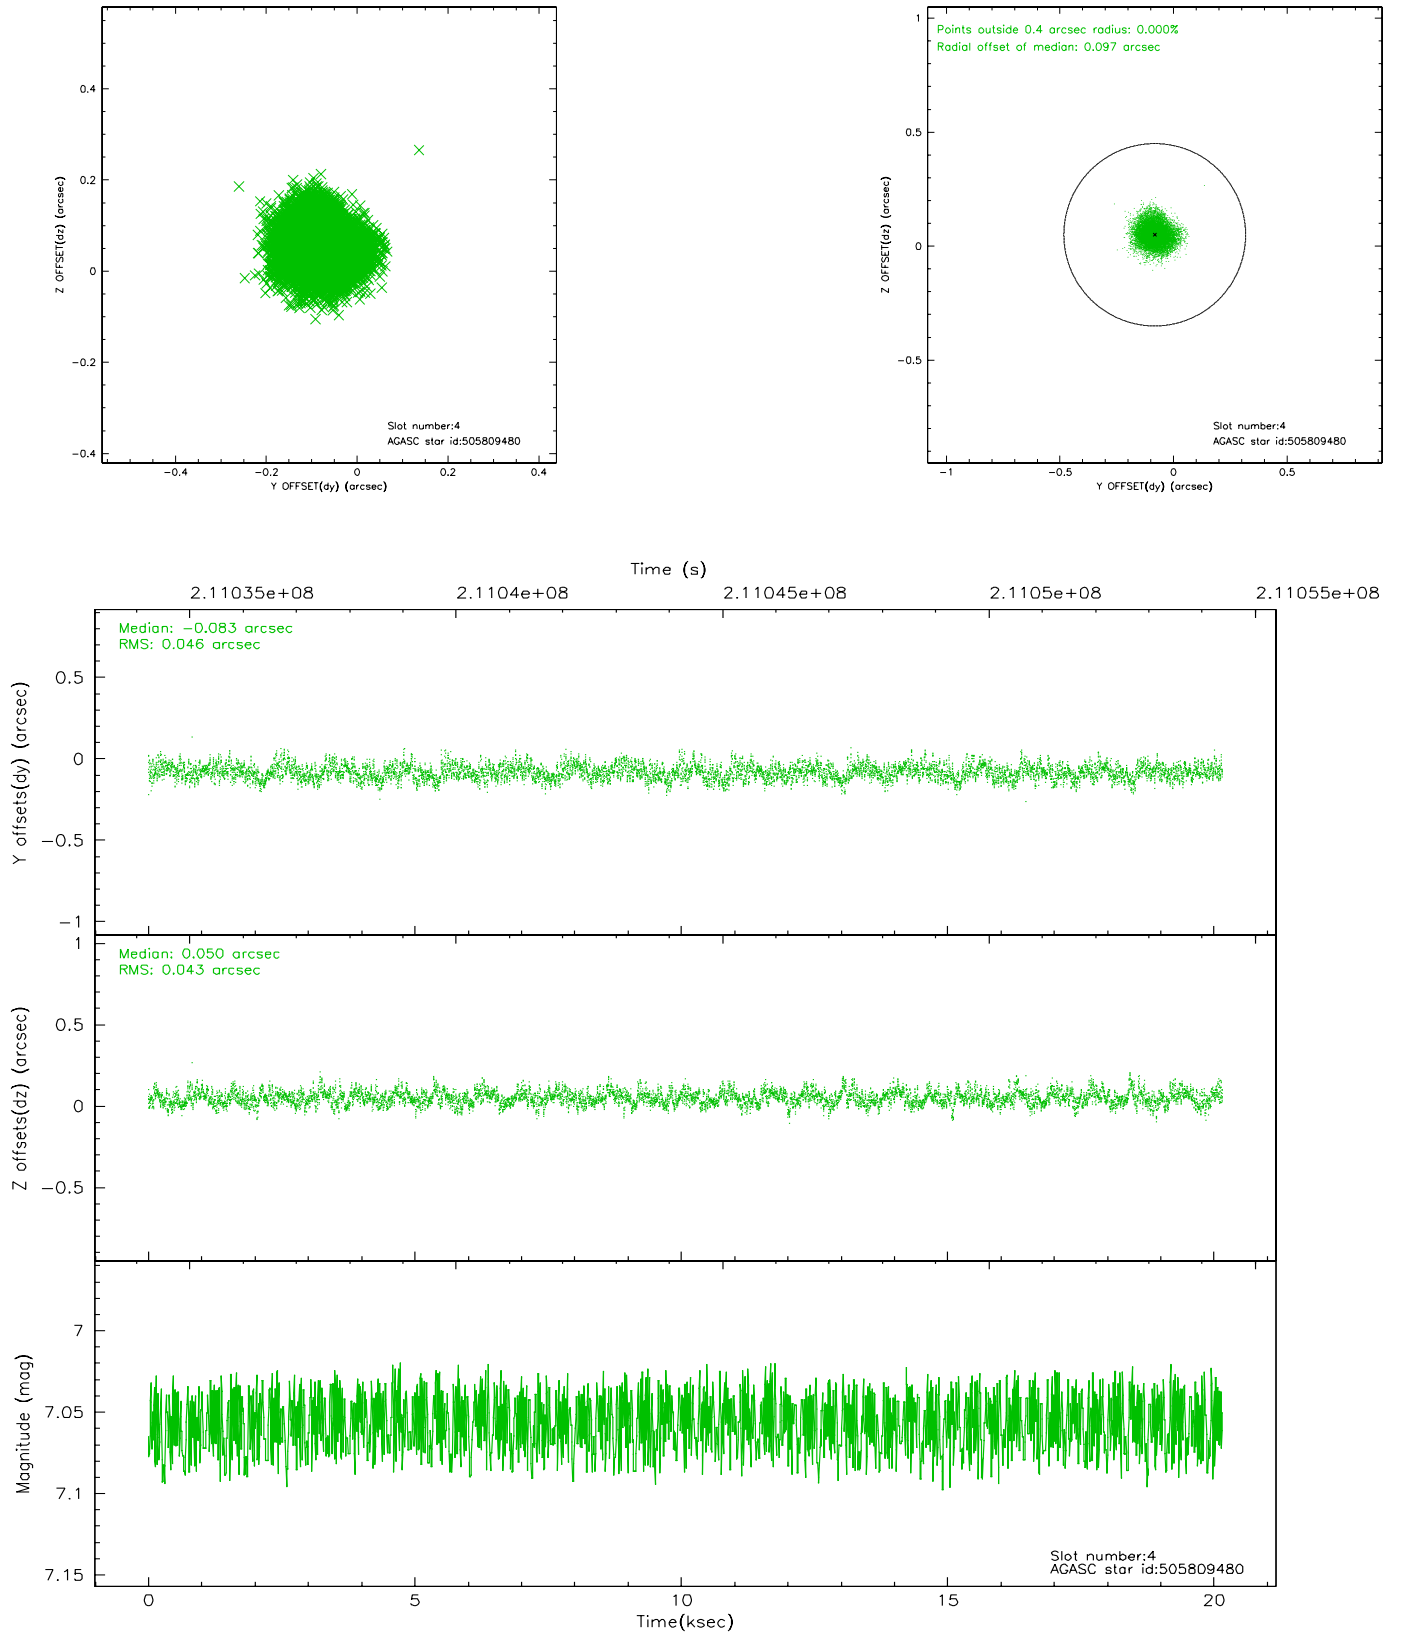 0.4
0.2
0
−0.2
−0.4
Z OFFSET(dz) (arcsec)
Slot number:4
AGASC star id:505809480
−0.4
−0.2
0
0.2
0.4
Y OFFSET(dy) (arcsec)
Points outside 0.4 arcsec radius: 0.000%
Radial offset of median: 0.097 arcsec
1
0.5
0
−0.5
Z OFFSET(dz) (arcsec)
Slot number:4
AGASC star id:505809480
−1
−0.5
0
0.5
Y OFFSET(dy) (arcsec)
Time (s)
2.11035e+08
2.1104e+08
2.11045e+08
2.1105e+08
2.11055e+08
Median: −0.083 arcsec
RMS: 0.046 arcsec
0.5
0
−0.5
−1
Y offsets(dy) (arcsec)
Median: 0.050 arcsec
RMS: 0.043 arcsec
1
0.5
0
−0.5
Z offsets(dz) (arcsec)
7
7.05
7.1
7.15
Magnitude (mag)
Slot number:4
AGASC star id:505809480
0
5
10
15
20
Time(ksec)